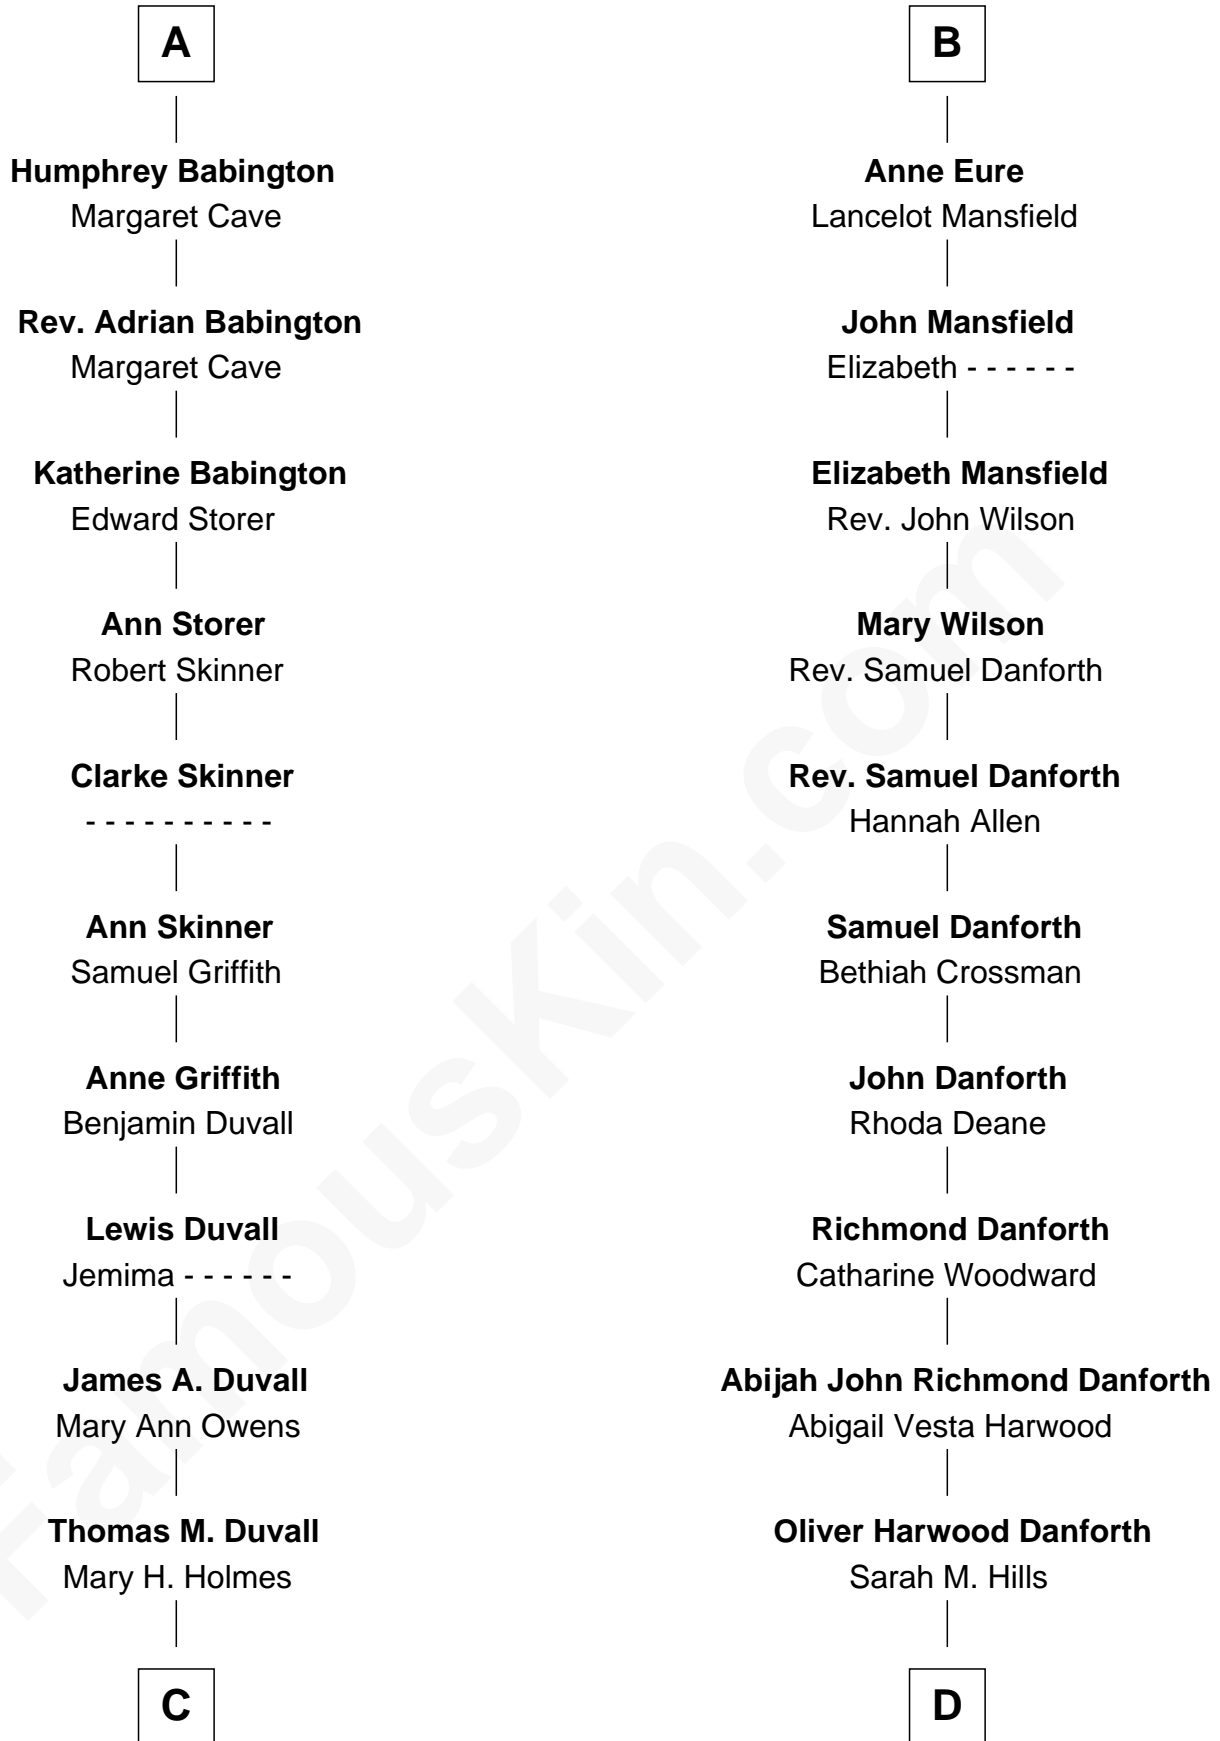 A
Humphrey Babington
Margaret Cave
Rev. Adrian Babington
Margaret Cave
Katherine Babington
Edward Storer
Ann Storer
Robert Skinner
Clarke Skinner
- - - - - - - - - -
Ann Skinner
Samuel Griffith
Anne Griffith
Benjamin Duvall
Lewis Duvall
Jemima - - - - - -
James A. Duvall
Mary Ann Owens
Thomas M. Duvall
Mary H. Holmes
C
B
Anne Eure
Lancelot Mansfield
John Mansfield
Elizabeth - - - - - -
Elizabeth Mansfield
Rev. John Wilson
Mary Wilson
Rev. Samuel Danforth
Rev. Samuel Danforth
Hannah Allen
Samuel Danforth
Bethiah Crossman
John Danforth
Rhoda Deane
Richmond Danforth
Catharine Woodward
Abijah John Richmond Danforth
Abigail Vesta Harwood
Oliver Harwood Danforth
Sarah M. Hills
D
FamousKin.com